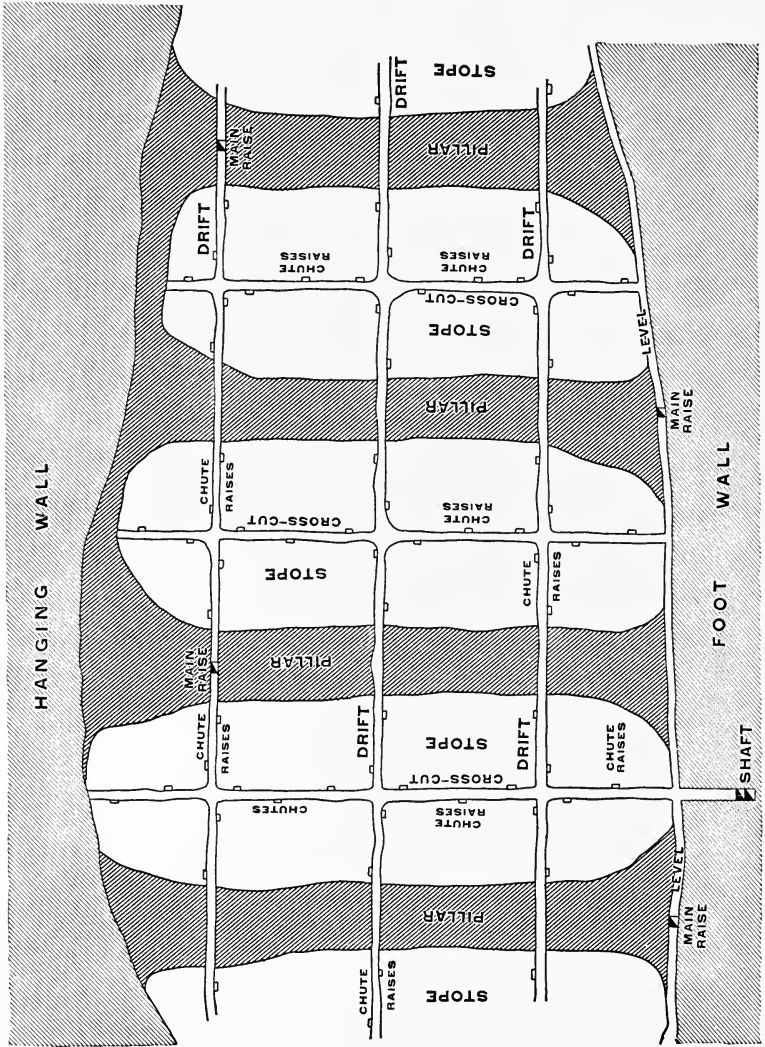 STOPE
DRIFT
PILLAR
MAIN
RAISE
DRIFT
DRIFT
CHUTE
RAISES
CHUTE
RAISES
CROSS-CUT
STOPE
LEVEL
PILLAR
MAIN
RAISE
HANGING WALL
FOOT WALL
CHUTE
RAISES
CROSS-CUT
CHUTE
RAISES
STOPE
CHUTE
RAISES
MAIN
RAISE
PILLAR
CHUTE
RAISES
DRIFT
STOPE
DRIFT
CHUTE
RAISES
CROSS-CUT
SHAFT
CHUTES
CHUTE
RAISES
LEVEL
PILLAR
MAIN
RAISE
CHUTE
RAISES
STOPE